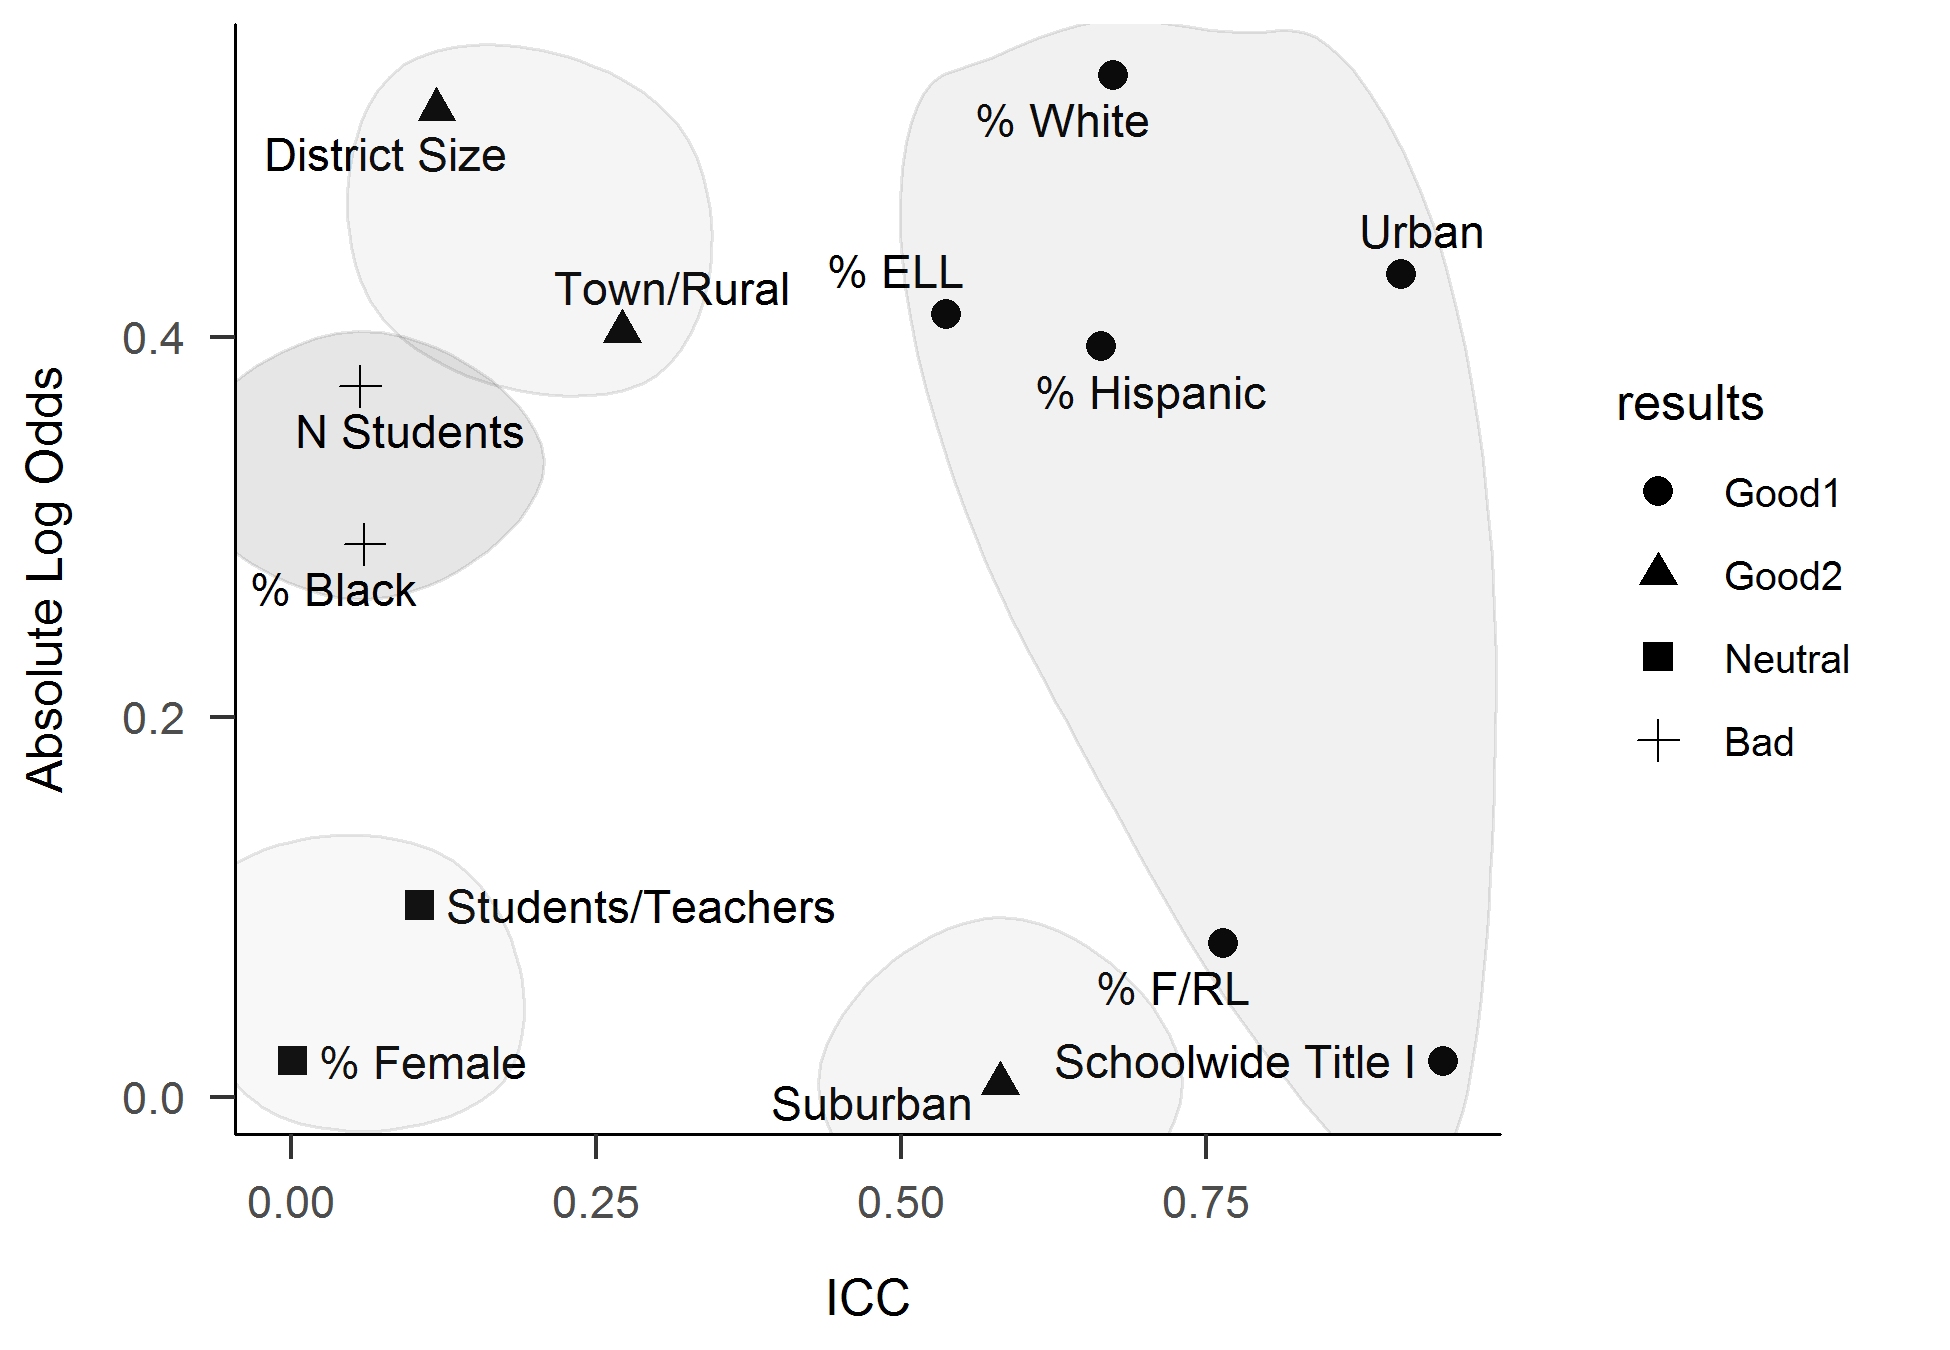 % White
District Size
Urban
% ELL
Town/Rural
0.4
% Hispanic
results
N Students
Good1
Absolute Log Odds
% Black
Good2
Neutral
0.2
Bad
Students/Teachers
% F/RL
% Female
Schoolwide Title I
0.0
Suburban
0.00
0.25
0.50
0.75
ICC